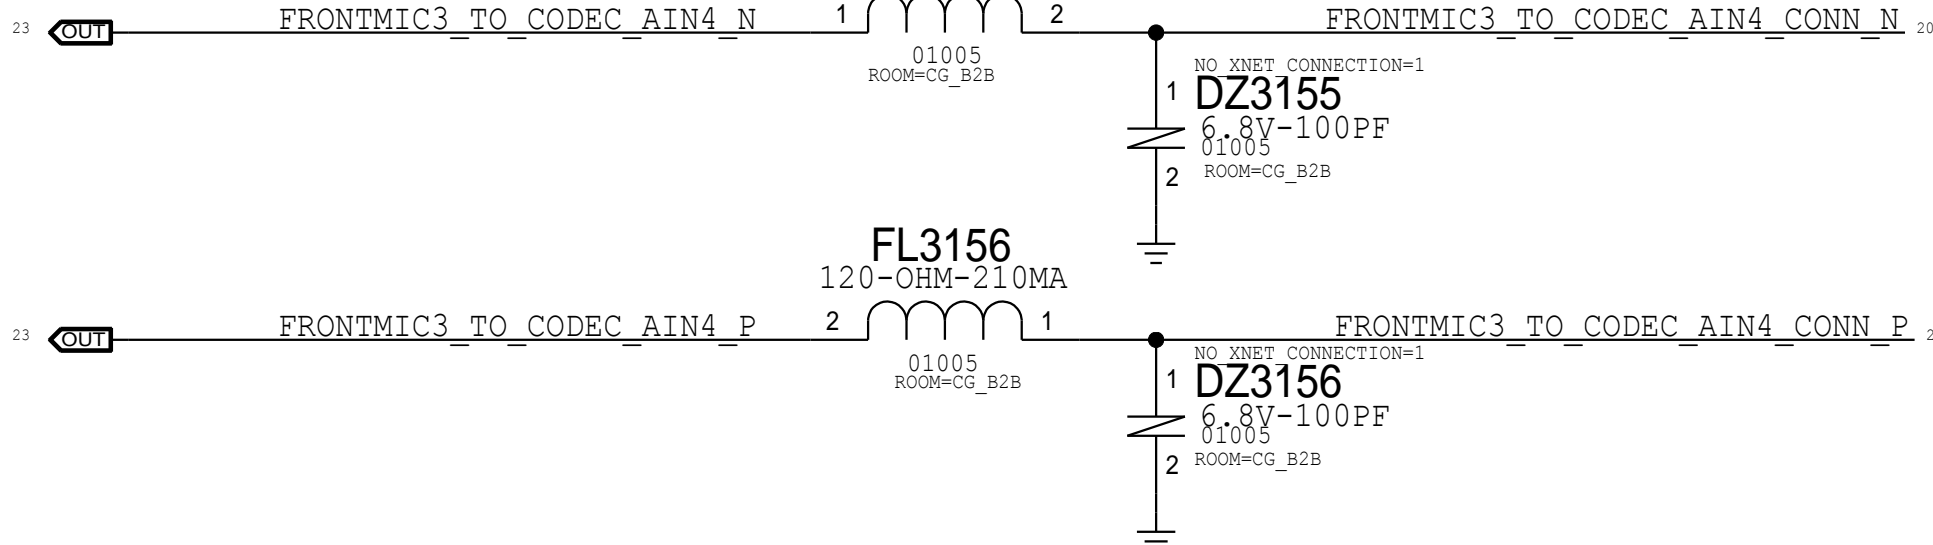 23 OUT FRONTMIC3_TO_CODEC_AIN4_N 1 2 FRONTMIC3_TO_CODEC_AIN4_CONN_N 20
01005
ROOM=CG_B2B
NO_XNET_CONNECTION=1
1 DZ3155
6.8V-100PF
01005
2 ROOM=CG_B2B
FL3156
120-OHM-210MA
23 OUT FRONTMIC3_TO_CODEC_AIN4_P 2 1 FRONTMIC3_TO_CODEC_AIN4_CONN_P 2
01005
ROOM=CG_B2B
NO_XNET_CONNECTION=1
1 DZ3156
6.8V-100PF
01005
2 ROOM=CG_B2B